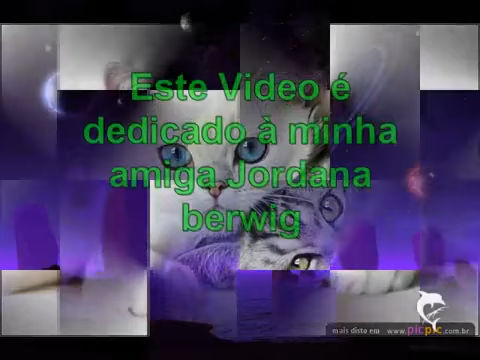 Este Video é
dedicado à minha
amiga Jordana
berwig
mais disto em www.picpic.com.br